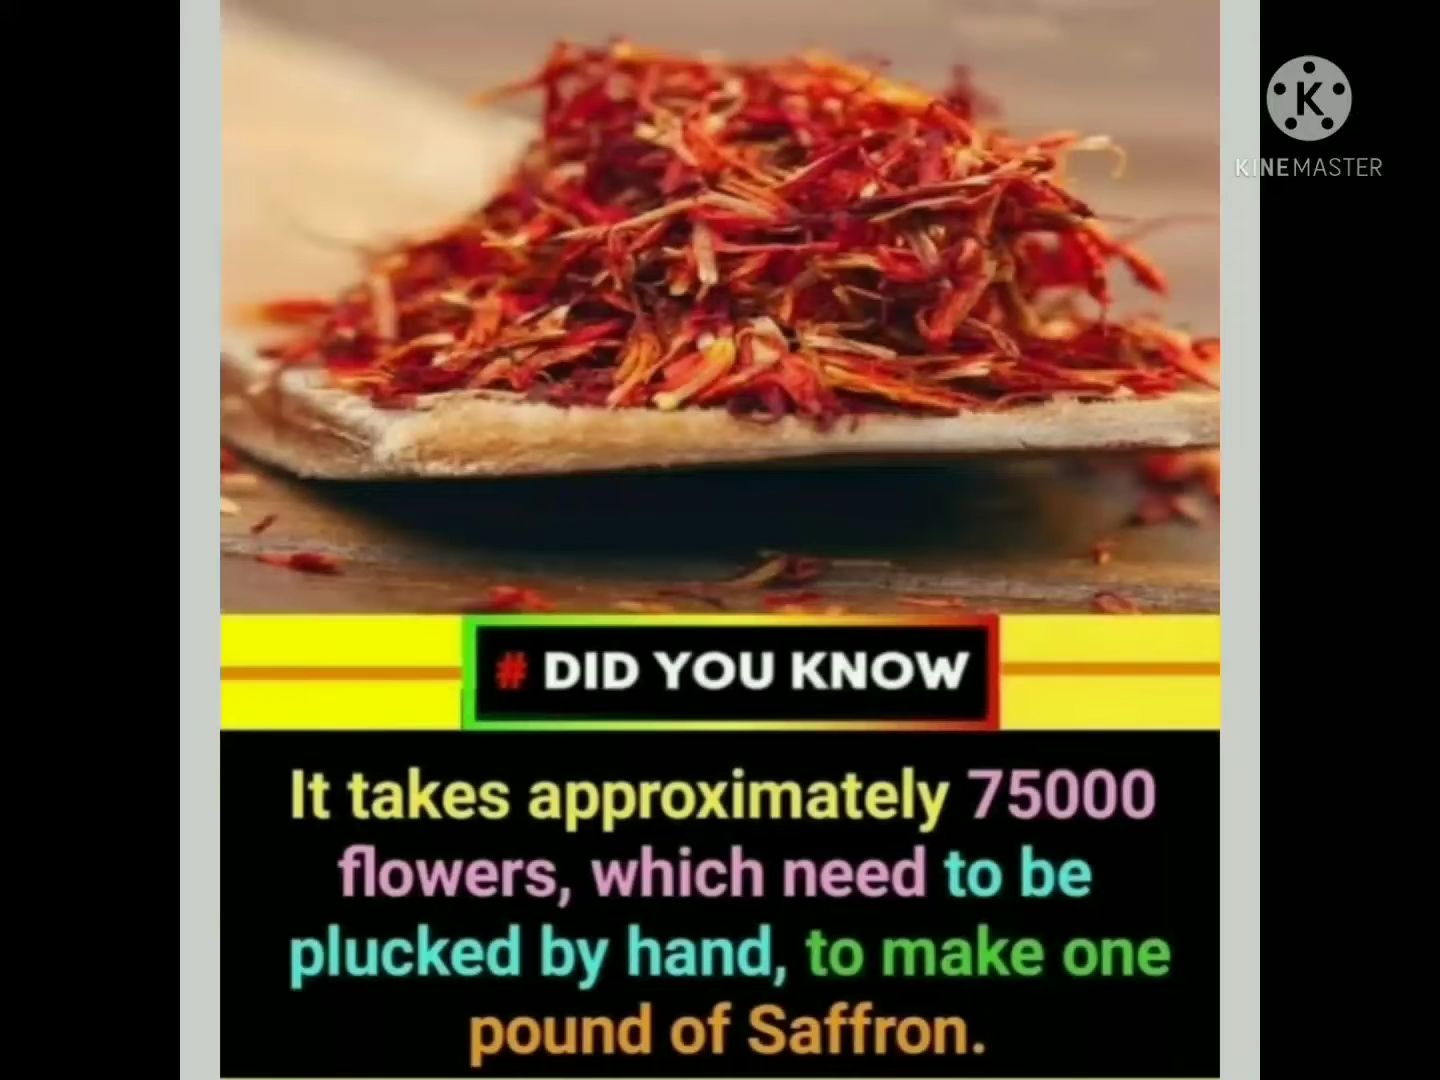 K
KINEMASTER
# DID YOU KNOW
It takes approximately 75000
flowers, which need to be
plucked by hand, to make one
pound of Saffron.